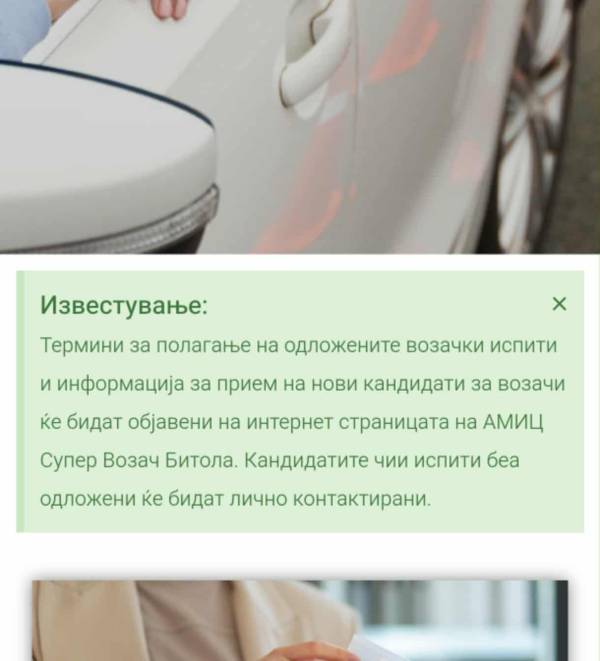 Известување:
Термини за полагање на одложените возачки испити
и информација за прием на нови кандидати за возачи
ќе бидат објавени на интернет страницата на АМИЦ
Супер Возач Битола. Кандидатите чии испити беа
одложени ќе бидат лично контактирани.